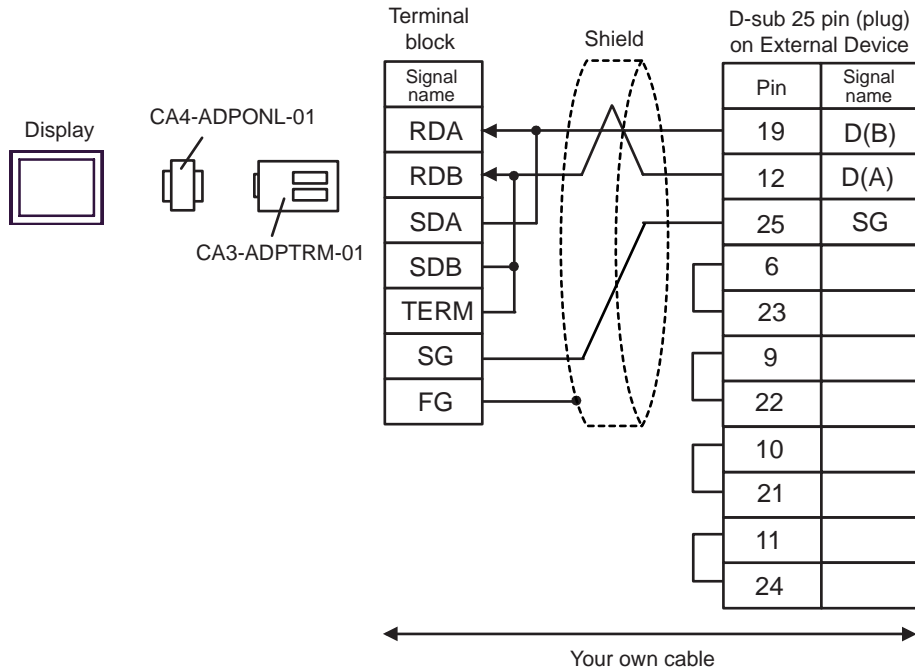 Terminal
block
Shield
D-sub 25 pin (plug)
on External Device
Display
CA4-ADPONL-01
CA3-ADPTRM-01
Signal
name
RDA
RDB
SDA
SDB
TERM
SG
FG
Pin
Signal
name
19 D(B)
12 D(A)
25 SG
6
23
9
22
10
21
11
24
Your own cable